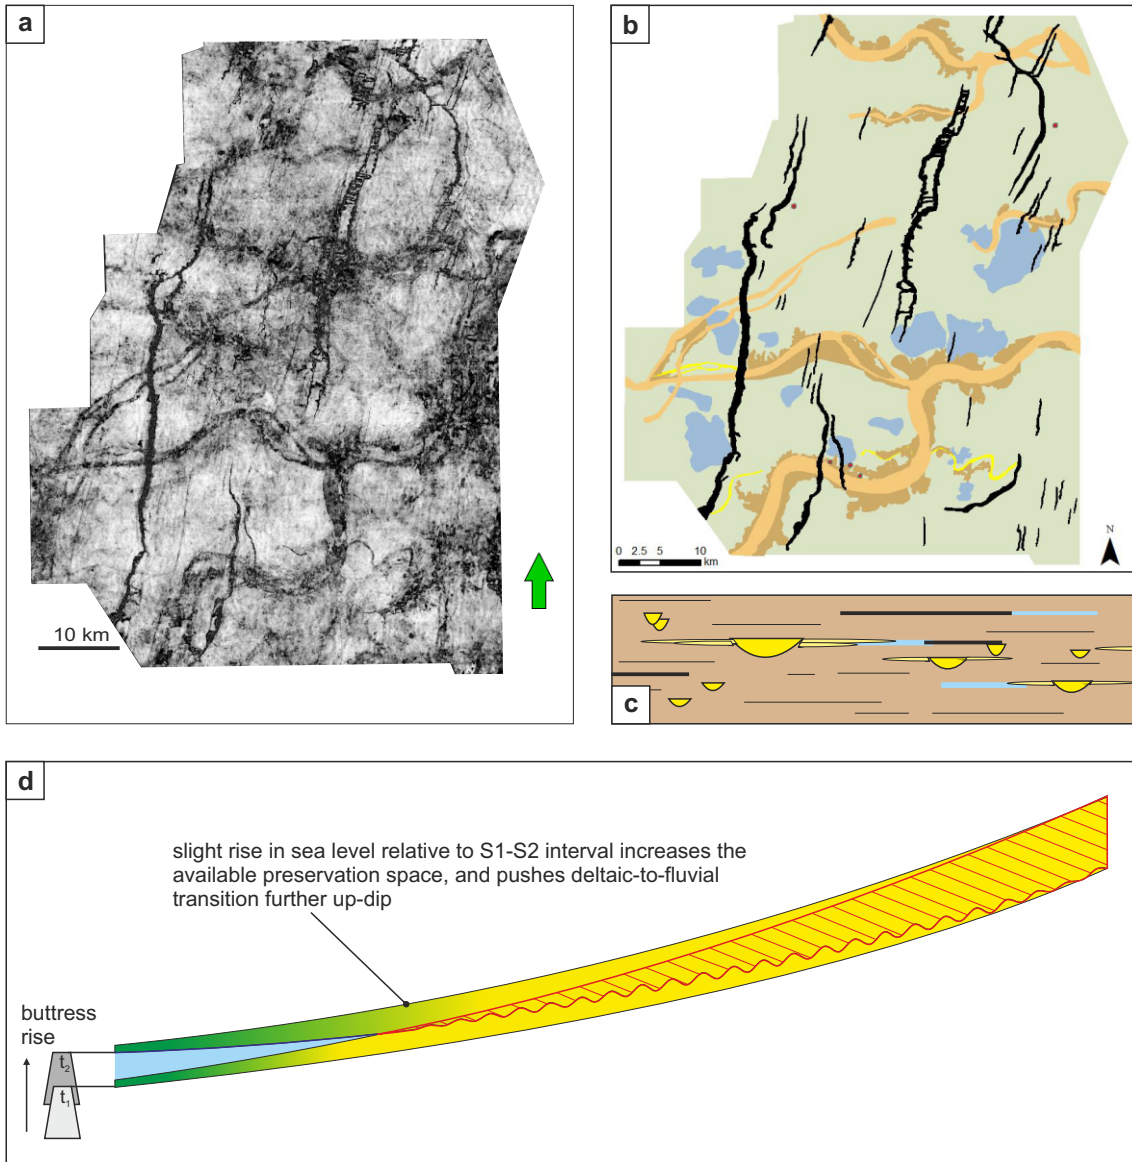 a
10 km
b
N
0 2.5 5 10
km
c
d
slight rise in sea level relative to S1-S2 interval increases the
available preservation space, and pushes deltaic-to-fluvial
transition further up-dip
buttress
rise
t2
t1